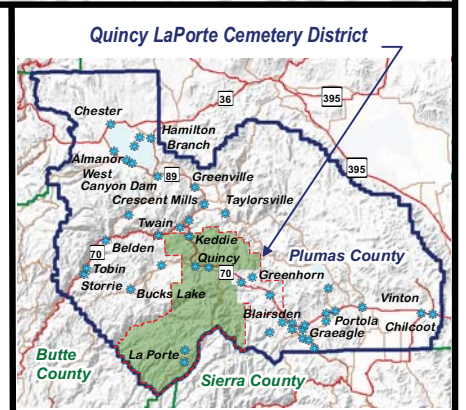 Quincy LaPorte Cemetery District
36
395
Chester
Hamilton
Branch
395
Almanor
West
89
Canyon Dam
Greenville
Crescent Mills
Taylorsville
Twain
Keddie
Belden
70
Quincy
Plumas County
Tobin
70
Greenhorn
Storrie
Bucks Lake
Vinton
Blairsden
Portola
Graeagle
Chilcoot
La Porte
Butte
County
Sierra County